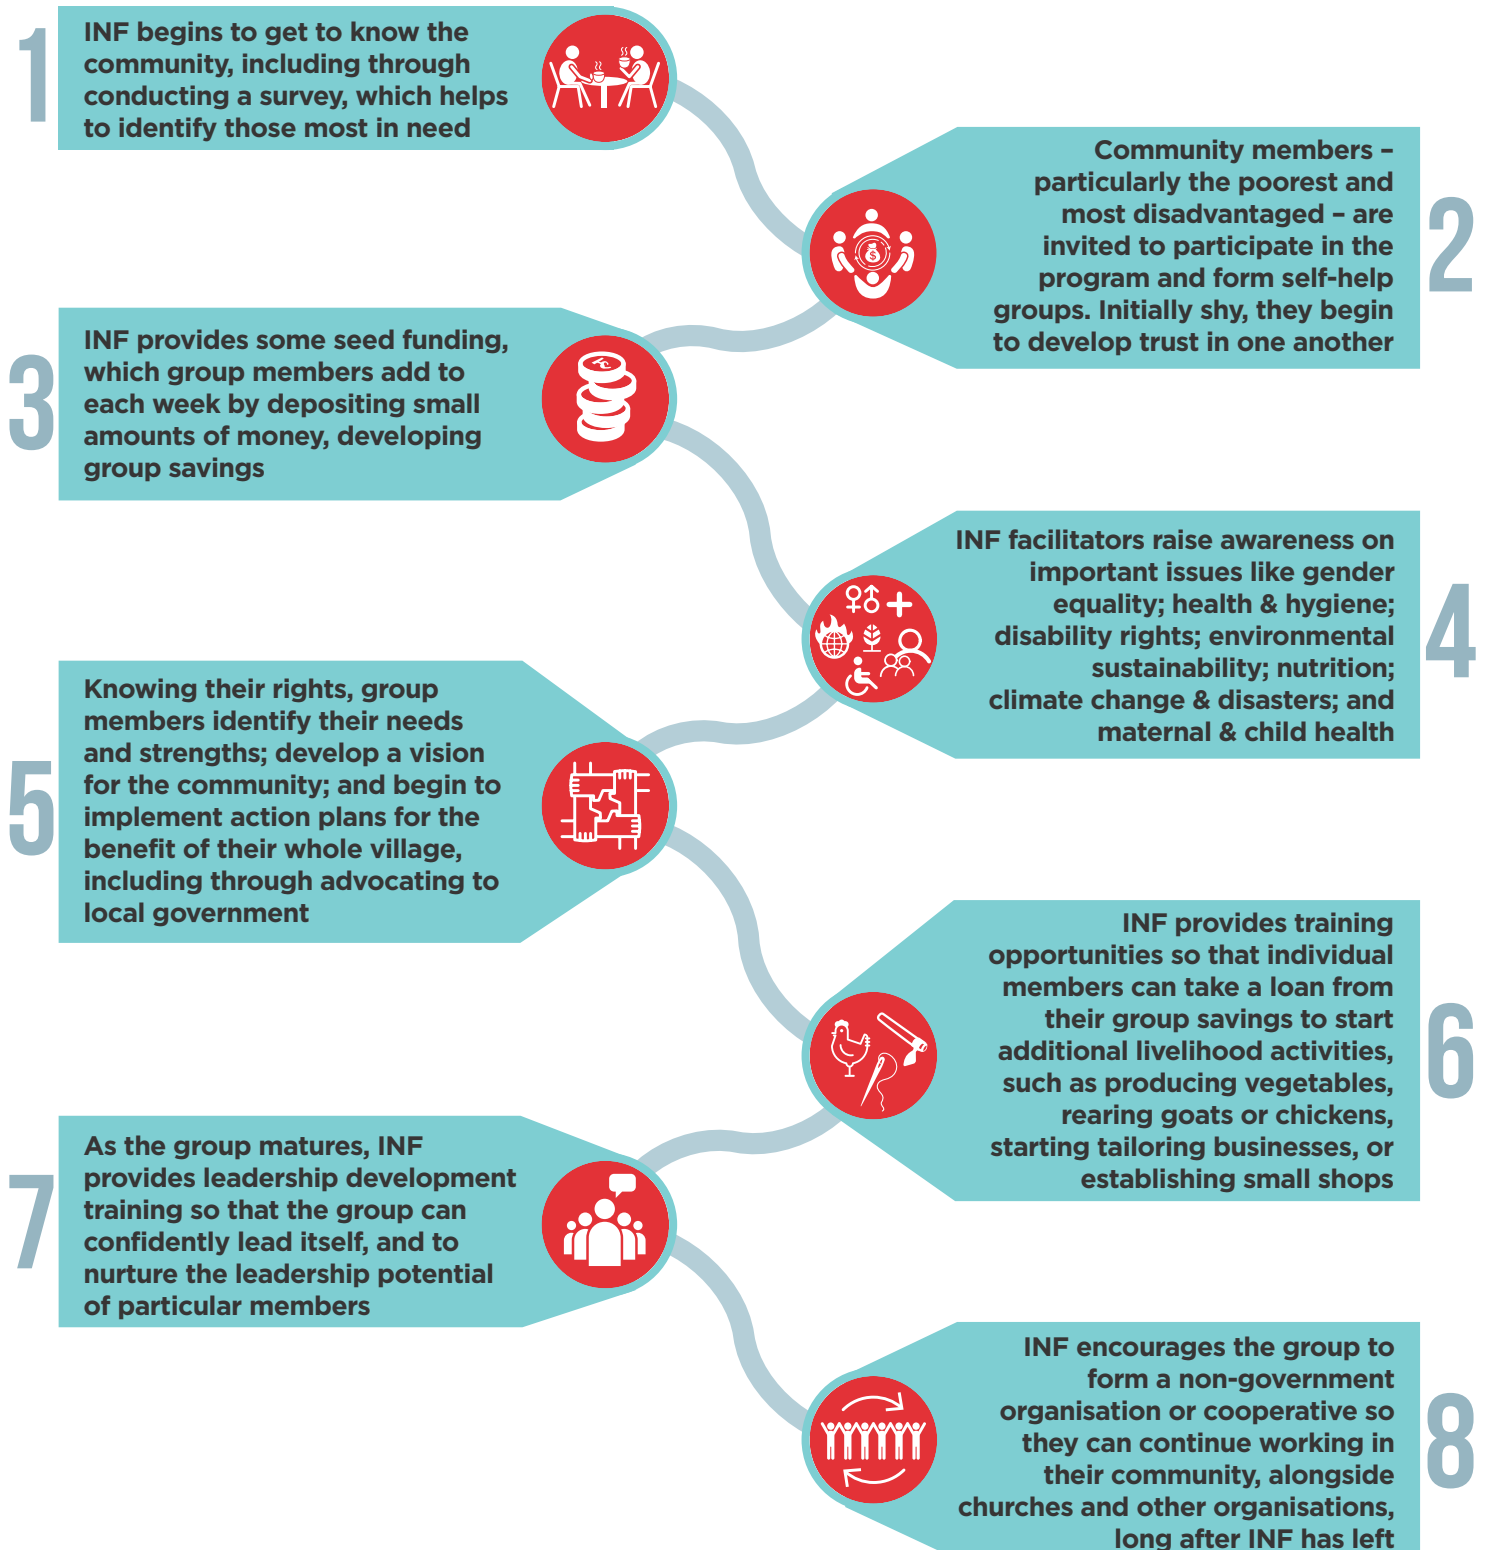 1
INF begins to get to know the
community, including through
conducting a survey, which helps
to identify those most in need
2
Community members –
particularly the poorest and
most disadvantaged – are
invited to participate in the
program and form self-help
groups. Initially shy, they begin
to develop trust in one another
$
3
INF provides some seed funding,
which group members add to
each week by depositing small
amounts of money, developing
group savings
4
INF facilitators raise awareness on
important issues like gender
equality; health & hygiene;
disability rights; environmental
sustainability; nutrition;
climate change & disasters; and
maternal & child health
5
Knowing their rights, group
members identify their needs
and strengths; develop a vision
for the community; and begin to
implement action plans for the
benefit of their whole village,
including through advocating to
local government
6
INF provides training
opportunities so that individual
members can take a loan from
their group savings to start
additional livelihood activities,
such as producing vegetables,
rearing goats or chickens,
starting tailoring businesses, or
establishing small shops
7
As the group matures, INF
provides leadership development
training so that the group can
confidently lead itself, and to
nurture the leadership potential
of particular members
8
INF encourages the group to
form a non-government
organisation or cooperative so
they can continue working in
their community, alongside
churches and other organisations,
long after INF has left